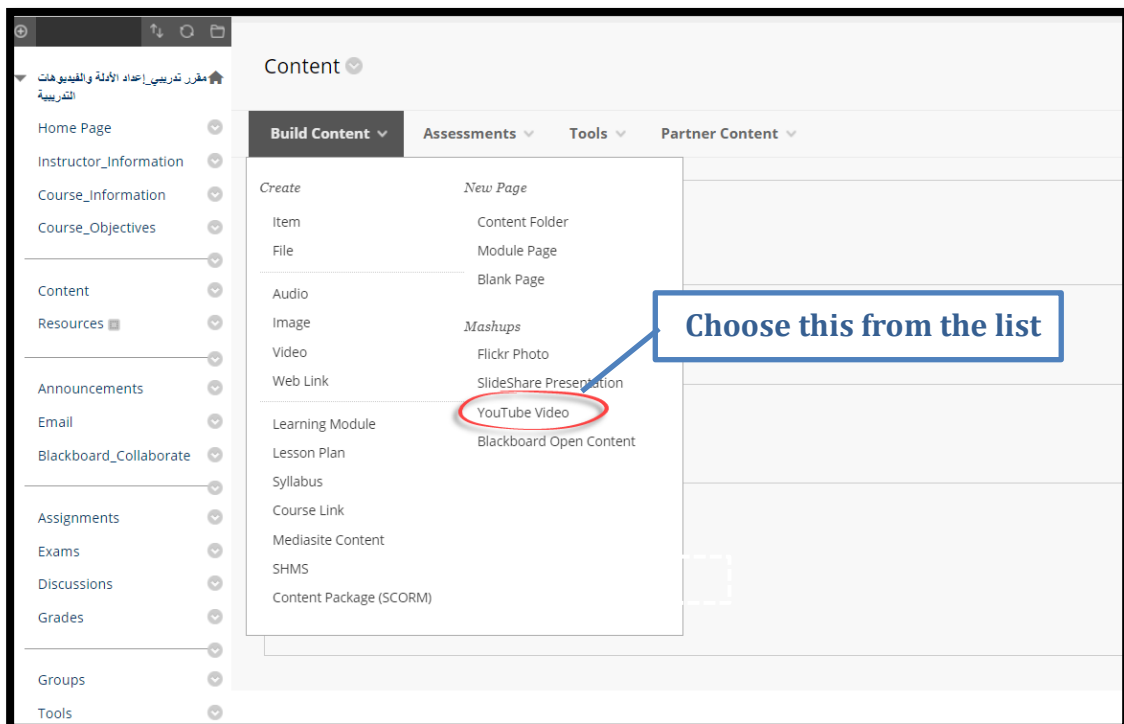 مقرر تدريبي_إعداد الأدلة والفيديوهات
التدريبية
Home Page
Instructor_Information
Course_Information
Course_Objectives
Content
Resources
Announcements
Email
Blackboard_Collaborate
Assignments
Exams
Discussions
Grades
Groups
Tools
Content
Build Content
Assessments
Tools
Partner Content
Create
Item
File
Audio
Image
Video
Web Link
Learning Module
Lesson Plan
Syllabus
Course Link
Mediasite Content
SHMS
Content Package (SCORM)
New Page
Content Folder
Module Page
Blank Page
Mashups
Flickr Photo
SlideShare Presentation
YouTube Video
Blackboard Open Content
Choose this from the list